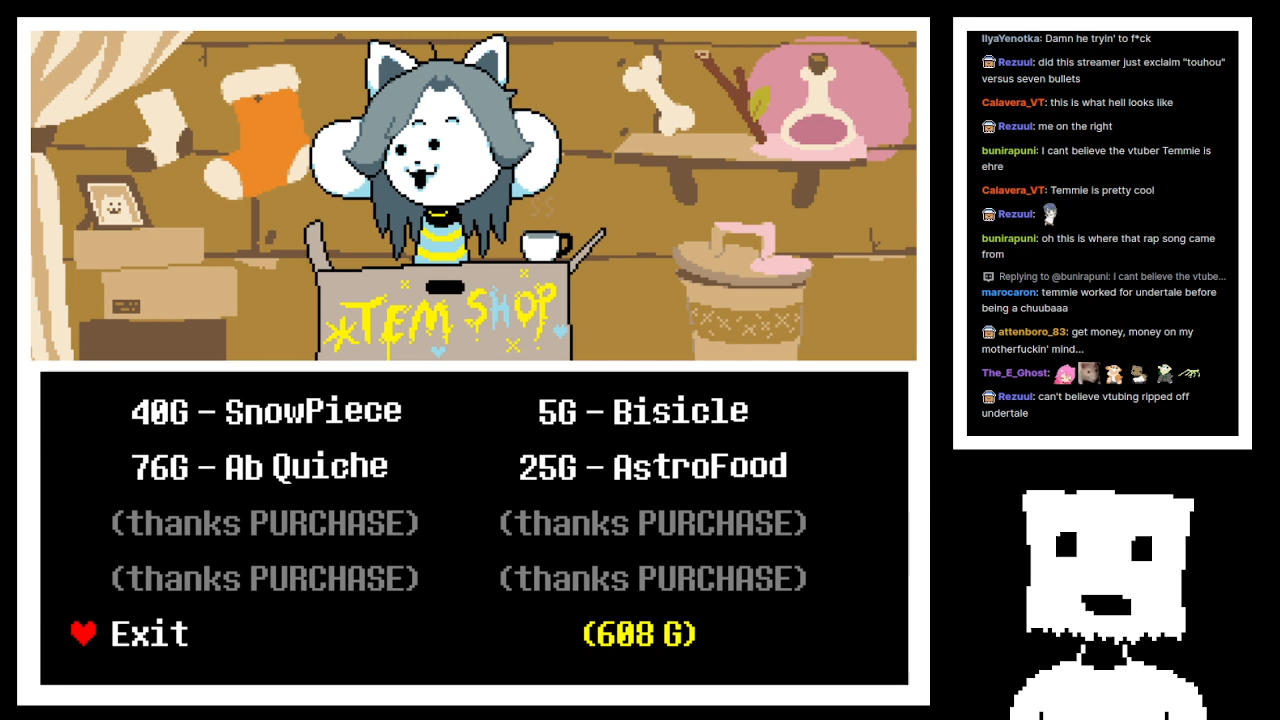 *TEM SHOP
40G – SnowPiece
5G – Bisicle
76G – Ab Quiche
25G – AstroFood
(thanks PURCHASE)
(thanks PURCHASE)
(thanks PURCHASE)
(thanks PURCHASE)
Exit
(608 G)
IlyaYenotka: Damn he tryin' to f*ck
Rezuul: did this streamer just exclaim "touhou"
versus seven bullets
Calavera_VT: this is what hell looks like
Rezuul: me on the right
bunirapuni: I cant believe the vtuber Temmie is
ehre
Calavera_VT: Temmie is pretty cool
Rezuul:
bunirapuni: oh this is where that rap song came
from
Replying to @bunirapuni: I cant believe the vtube...
marocaron: temmie worked for undertale before
being a chuubaaa
attenboro_83: get money, money on my
motherfuckin' mind...
The_E_Ghost:
Rezuul: can't believe vtubing ripped off
undertale